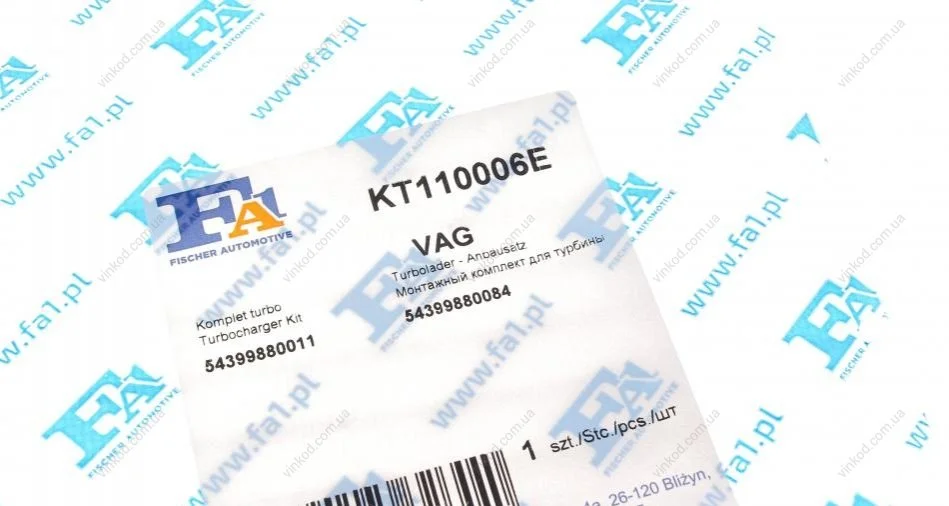 FA1
FISCHER AUTOMOTIVE
KT110006E
VAG
Turbolader - Anbausatz
Монтажный комплект для турбины
54399880084
Komplet turbo
Turbocharger Kit
54399880011
1 szt./Stc./pcs./шт
26-120 Bliżyn,
www.fa1.pl
vinkod.com.ua